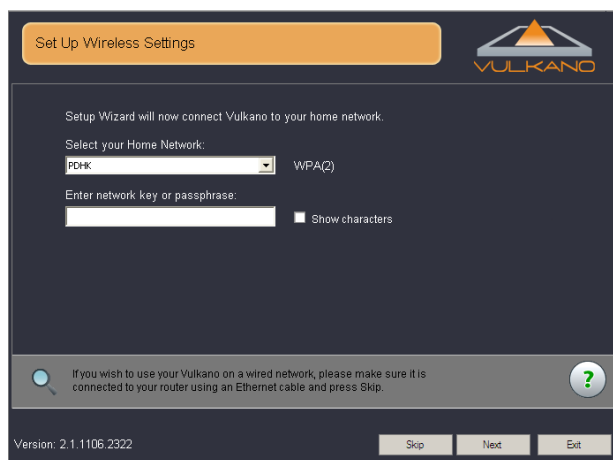 Set Up Wireless Settings
VULKANO
Setup Wizard will now connect Vulkano to your home network.
Select your Home Network:
PDHK
WPA(2)
Enter network key or passphrase:
Show characters
If you wish to use your Vulkano on a wired network, please make sure it is
connected to your router using an Ethernet cable and press Skip.
?
Version: 2.1.1106.2322
Skip
Next
Exit